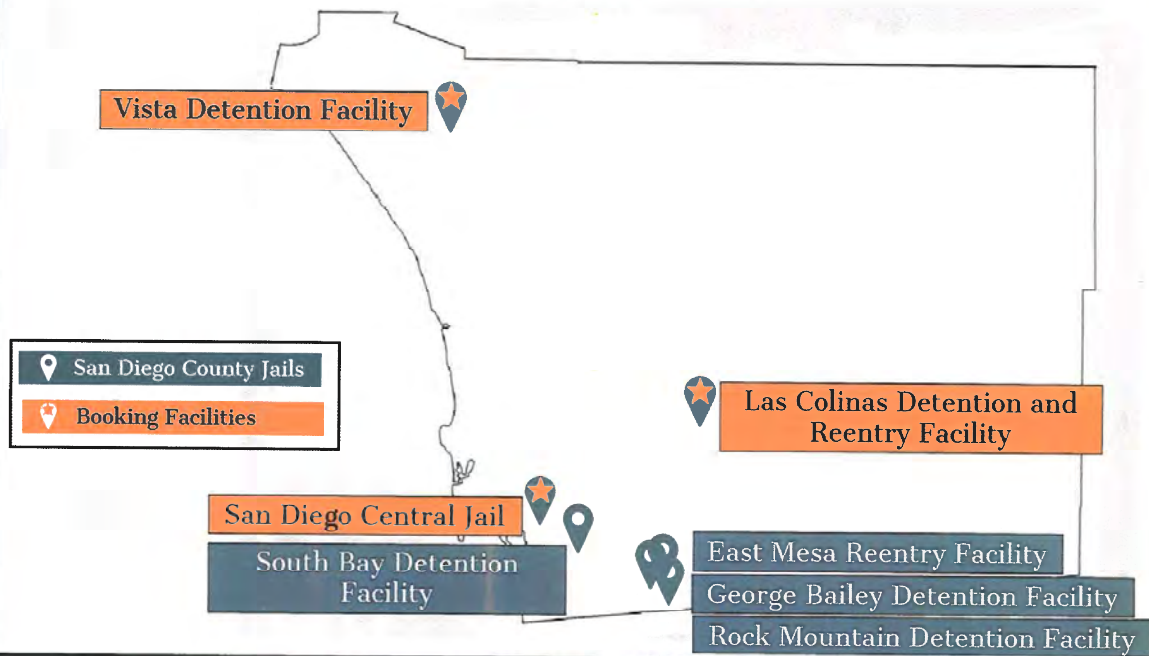 Vista Detention Facility
San Diego County Jails
Booking Facilities
Las Colinas Detention and
Reentry Facility
San Diego Central Jail
South Bay Detention
Facility
East Mesa Reentry Facility
George Bailey Detention Facility
Rock Mountain Detention Facility